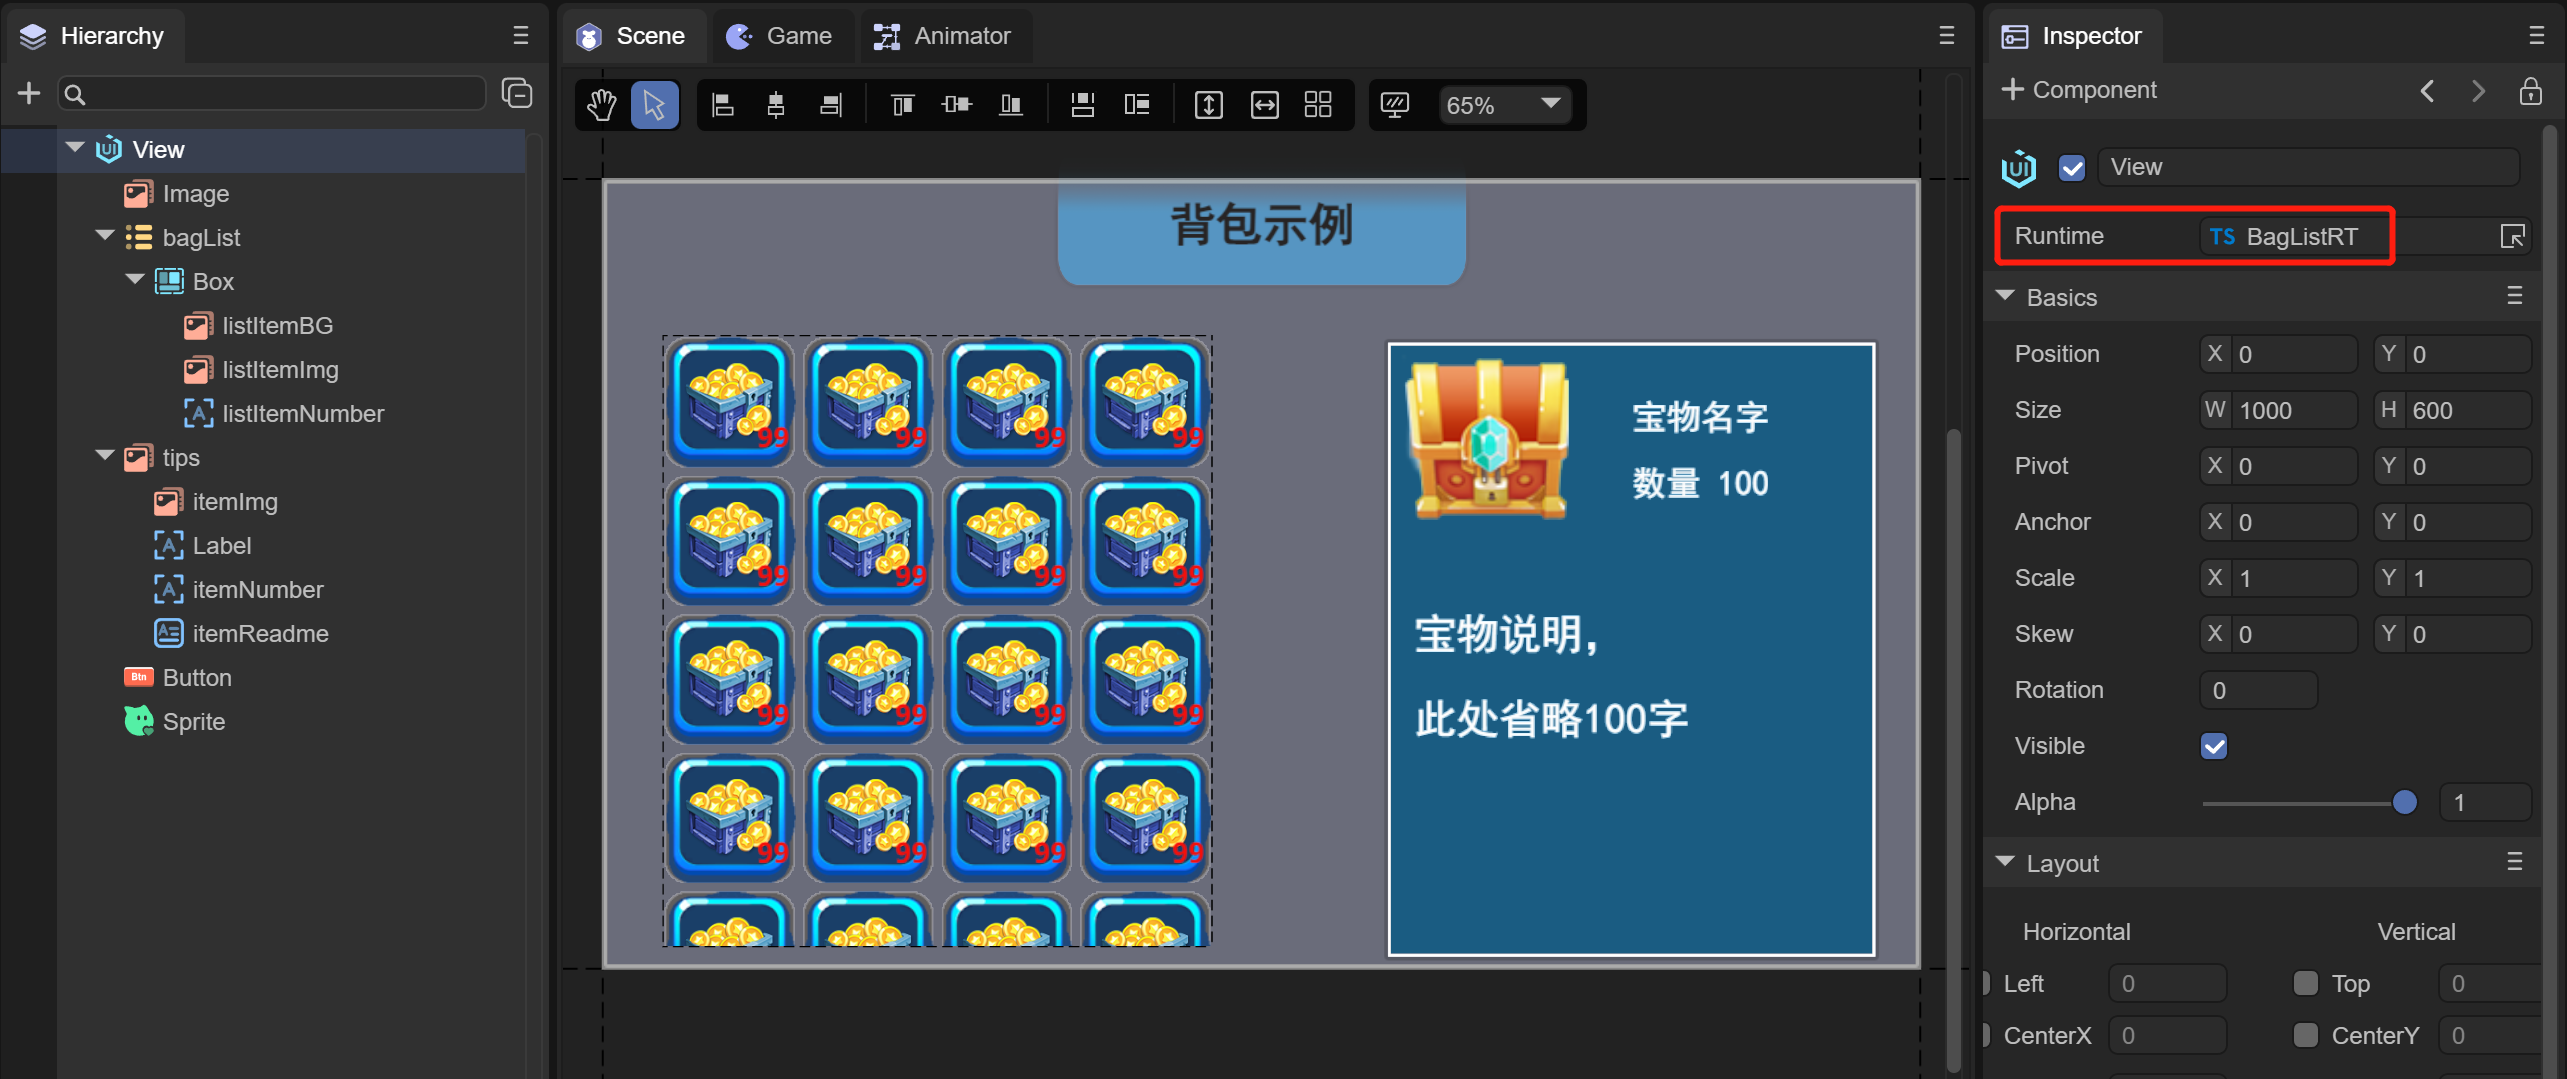 Hierarchy
View
Image
bagList
Box
listItemBG
listItemImg
listItemNumber
tips
itemImg
Label
itemNumber
itemReadme
Btn Button
Sprite
Scene Game Animator
65%
背包示例
99 99 99 99
99 99 99 99
99 99 99 99
99 99 99 99
宝物名字
数量 100
宝物说明，
此处省略100字
Inspector
Component
UI View
Runtime TS BagListRT
Basics
Position X 0 Y 0
Size W 1000 H 600
Pivot X 0 Y 0
Anchor X 0 Y 0
Scale X 1 Y 1
Skew X 0 Y 0
Rotation 0
Visible
Alpha 1
Layout
Horizontal Vertical
Left 0 Top 0
CenterX 0 CenterY 0